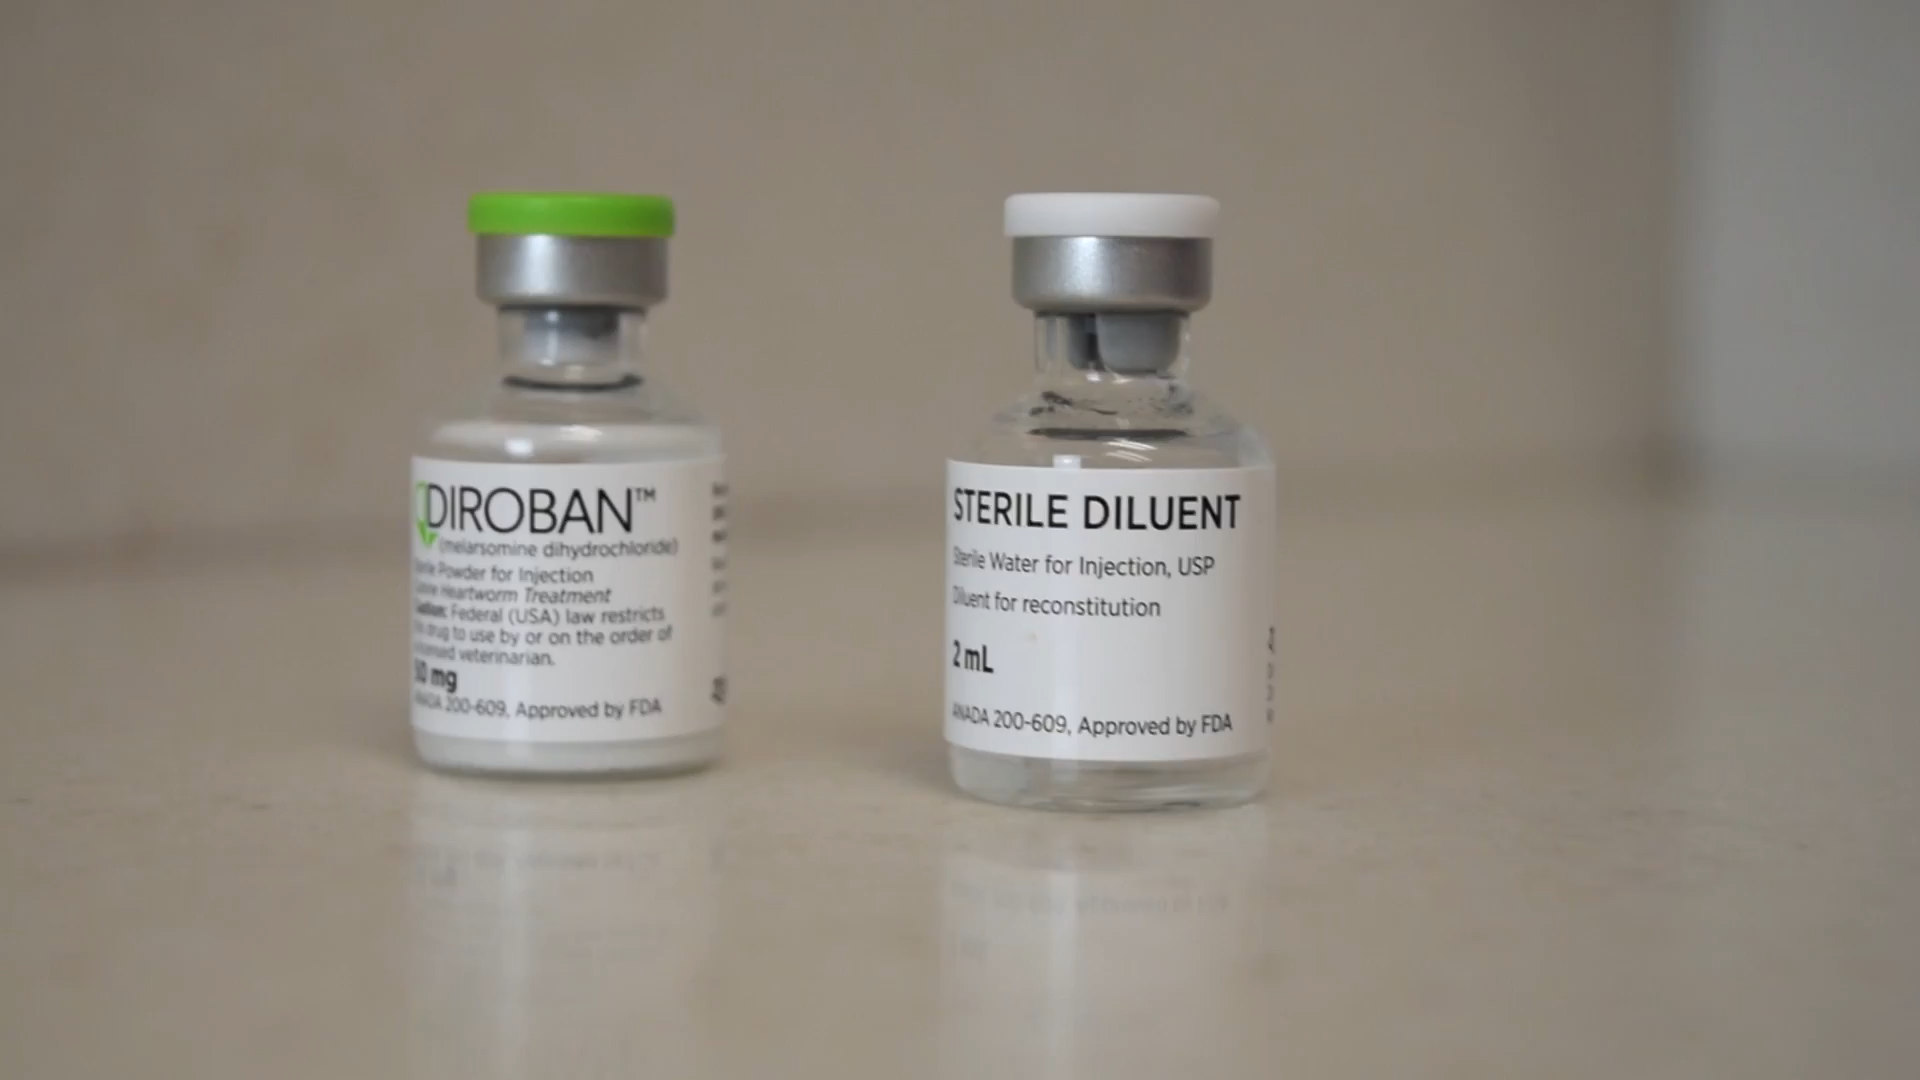 DIROBAN™
(melarsomine dihydrochloride)
Powder for Injection
Heartworm Treatment
Caution: Federal (USA) law restricts
drug to use by or on the order of
veterinarian.
mg
ANADA 200-609, Approved by FDA
STERILE DILUENT
Sterile Water for Injection, USP
Diluent for reconstitution
2 mL
ANADA 200-609, Approved by FDA